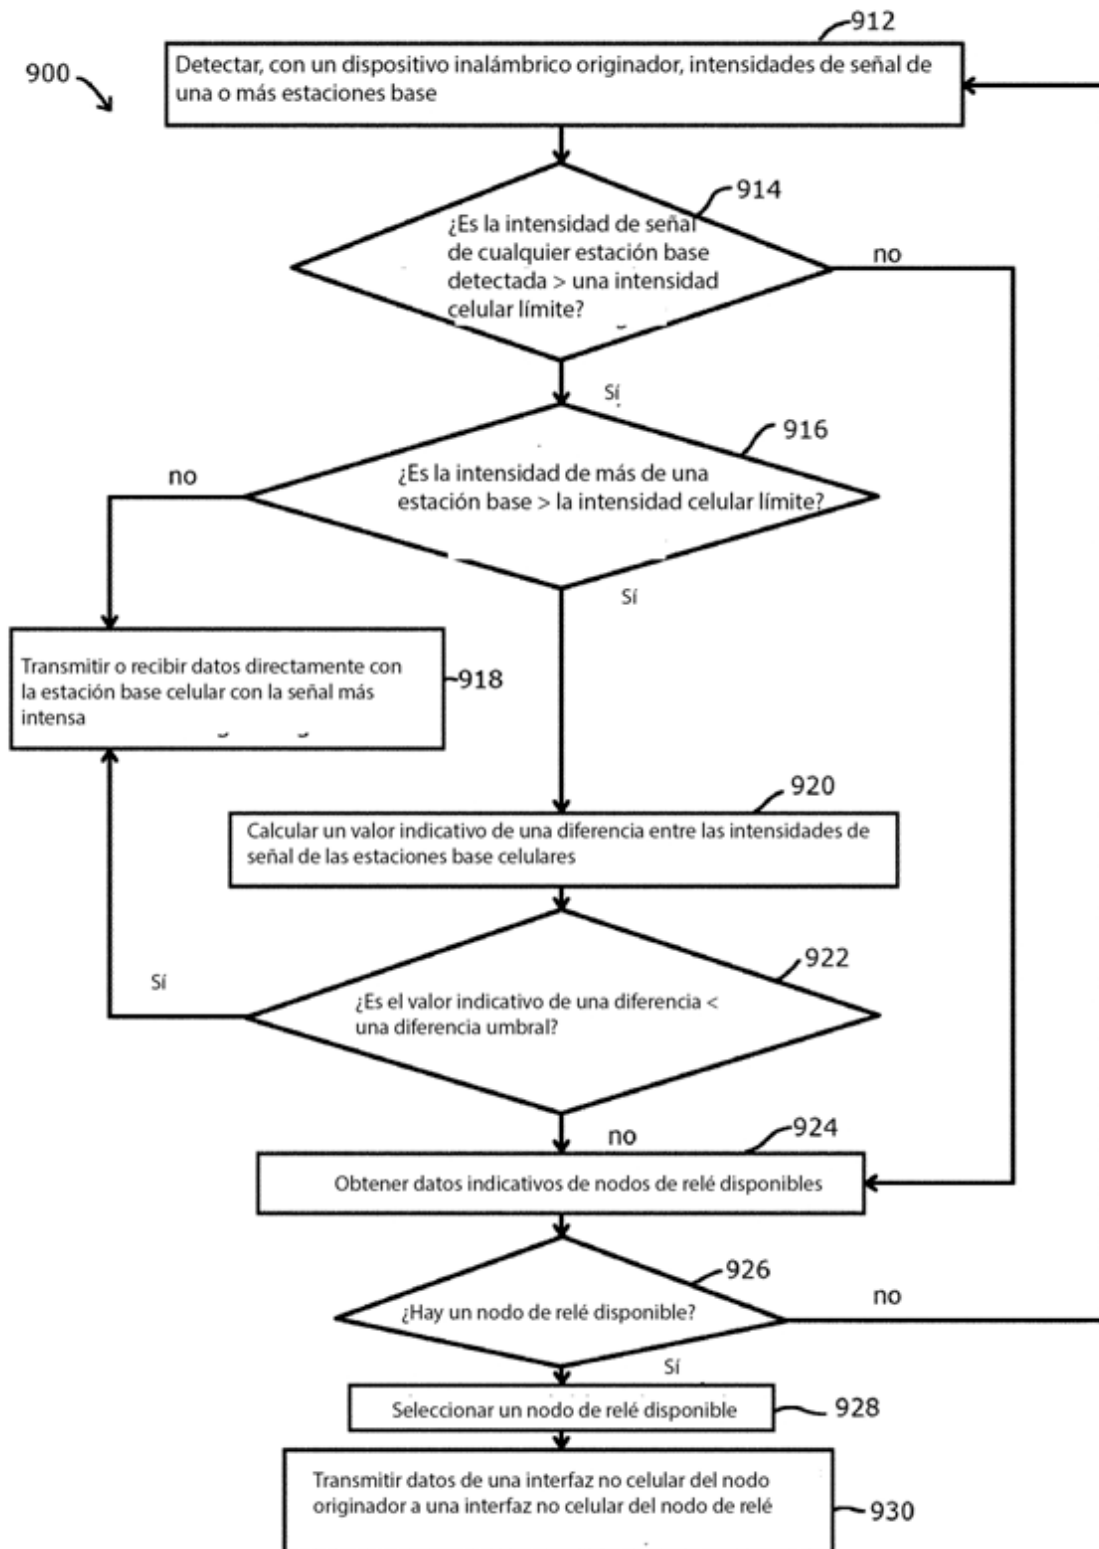 912
900
Detectar, con un dispositivo inalámbrico originador, intensidades de señal de
una o más estaciones base
914
¿Es la intensidad de señal
de cualquier estación base
detectada > una intensidad
celular límite?
no
Sí
916
¿Es la intensidad de más de una
estación base > la intensidad celular límite?
no
Sí
Transmitir o recibir datos directamente con
la estación base celular con la señal más
intensa
918
920
Calcular un valor indicativo de una diferencia entre las intensidades de
señal de las estaciones base celulares
922
¿Es el valor indicativo de una diferencia <
una diferencia umbral?
Sí
no
924
Obtener datos indicativos de nodos de relé disponibles
926
¿Hay un nodo de relé disponible?
no
Sí
Seleccionar un nodo de relé disponible
928
Transmitir datos de una interfaz no celular del nodo
originador a una interfaz no celular del nodo de relé
930